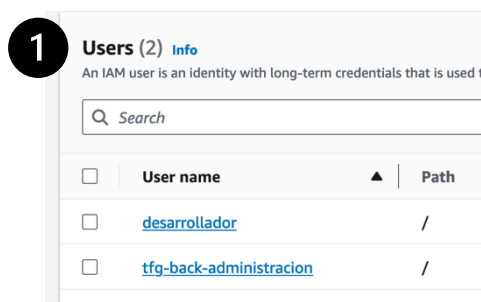 1
Users (2) Info
An IAM user is an identity with long-term credentials that is used
Search
User name Path
desarrollador /
tfg-back-administracion /